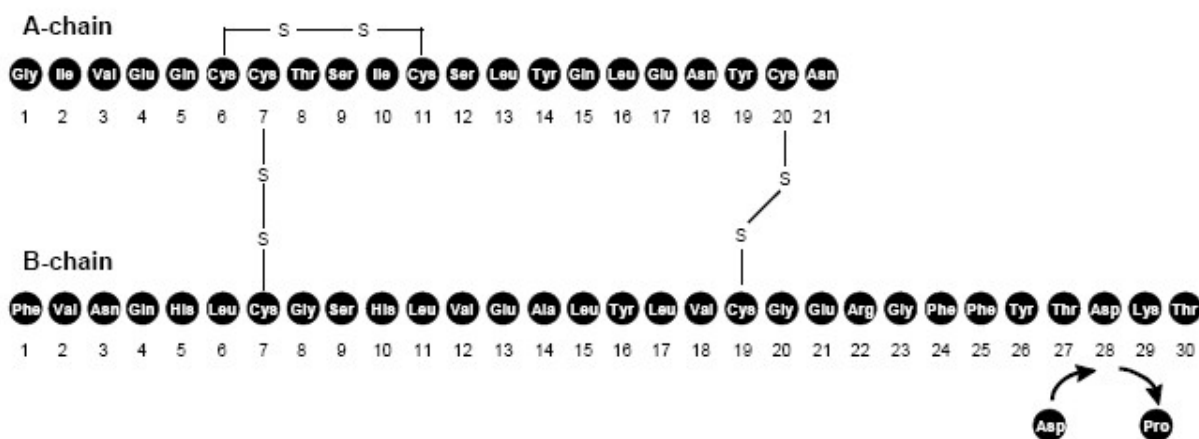 A-chain
S S
Gly Ile Val Glu Gln Cys Cys Thr Ser Ile Cys Ser Leu Tyr Gln Leu Glu Asn Tyr Cys Asn
1 2 3 4 5 6 7 8 9 10 11 12 13 14 15 16 17 18 19 20 21
S S
S S
B-chain
Phe Val Asn Gln His Leu Cys Gly Ser His Leu Val Glu Ala Leu Tyr Leu Val Cys Gly Glu Arg Gly Phe Phe Tyr Thr Asp Lys Thr
1 2 3 4 5 6 7 8 9 10 11 12 13 14 15 16 17 18 19 20 21 22 23 24 25 26 27 28 29 30
Asp Pro